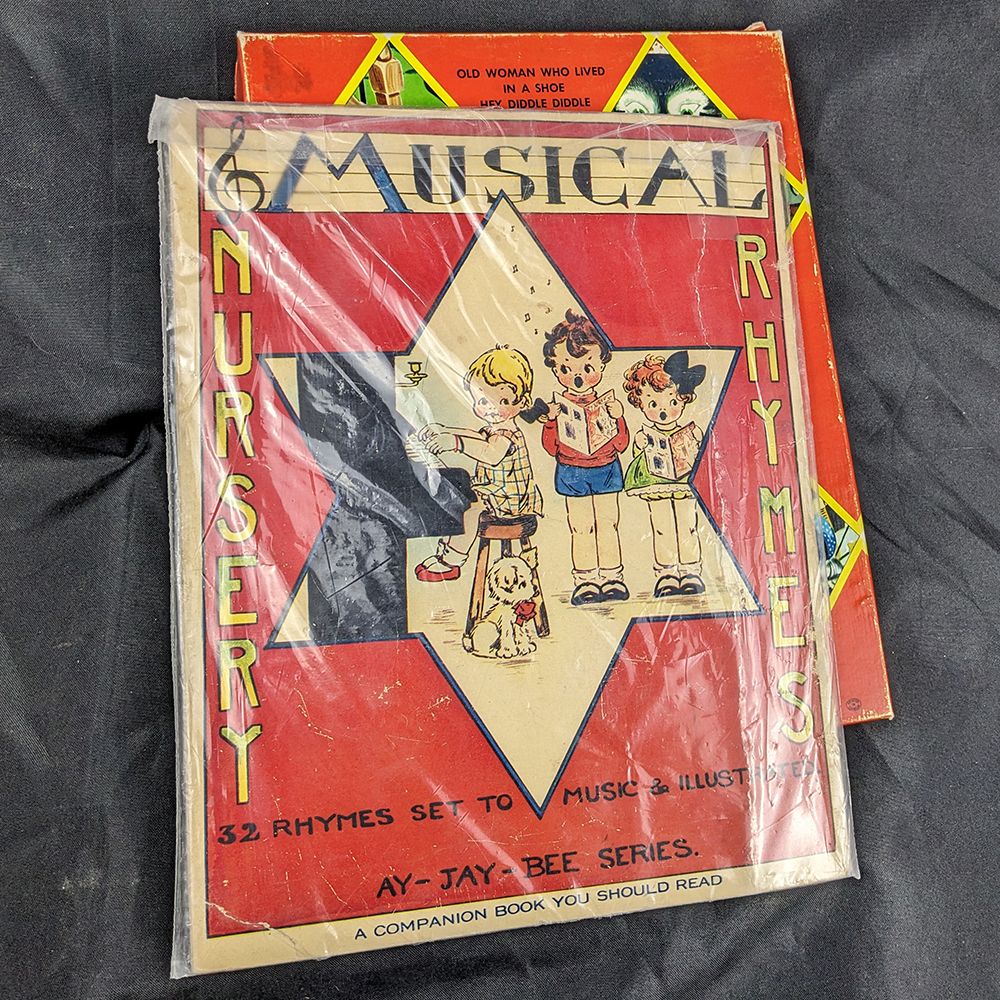 OLD WOMAN WHO LIVED
IN A SHOE
HEY DIDDLE DIDDLE
MUSICAL
NURSERY
RHYMES
32 RHYMES SET TO MUSIC & ILLUSTRATED.
AY-JAY-BEE SERIES.
A COMPANION BOOK YOU SHOULD READ